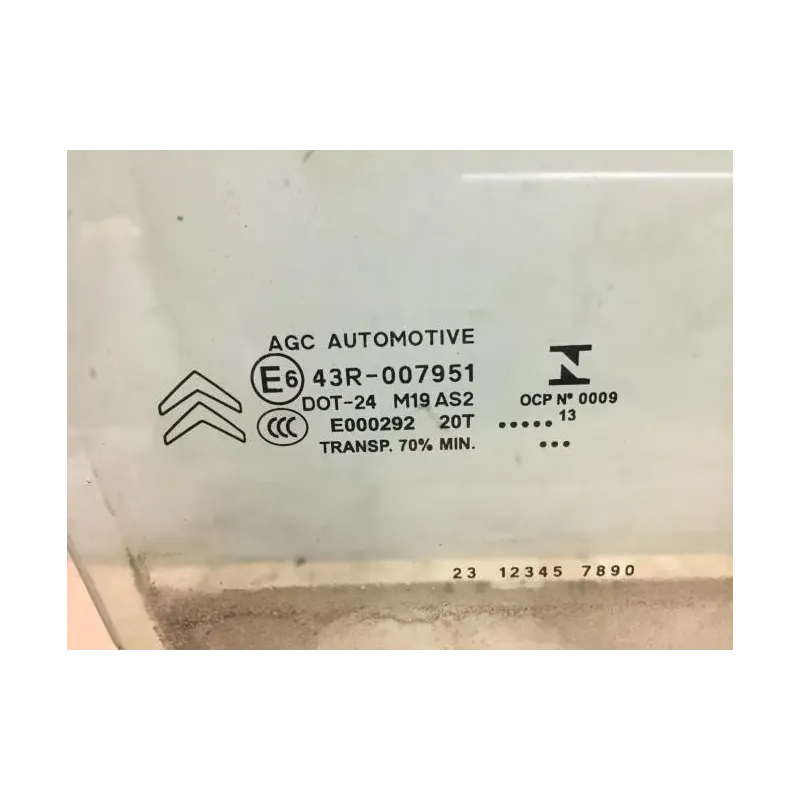 AGC AUTOMOTIVE
E6 43R-007951
DOT-24 M19 AS2
CCC E000292 20T
TRANSP. 70% MIN.
OCP Nº 0009
..... 13
...
23 12345 7890